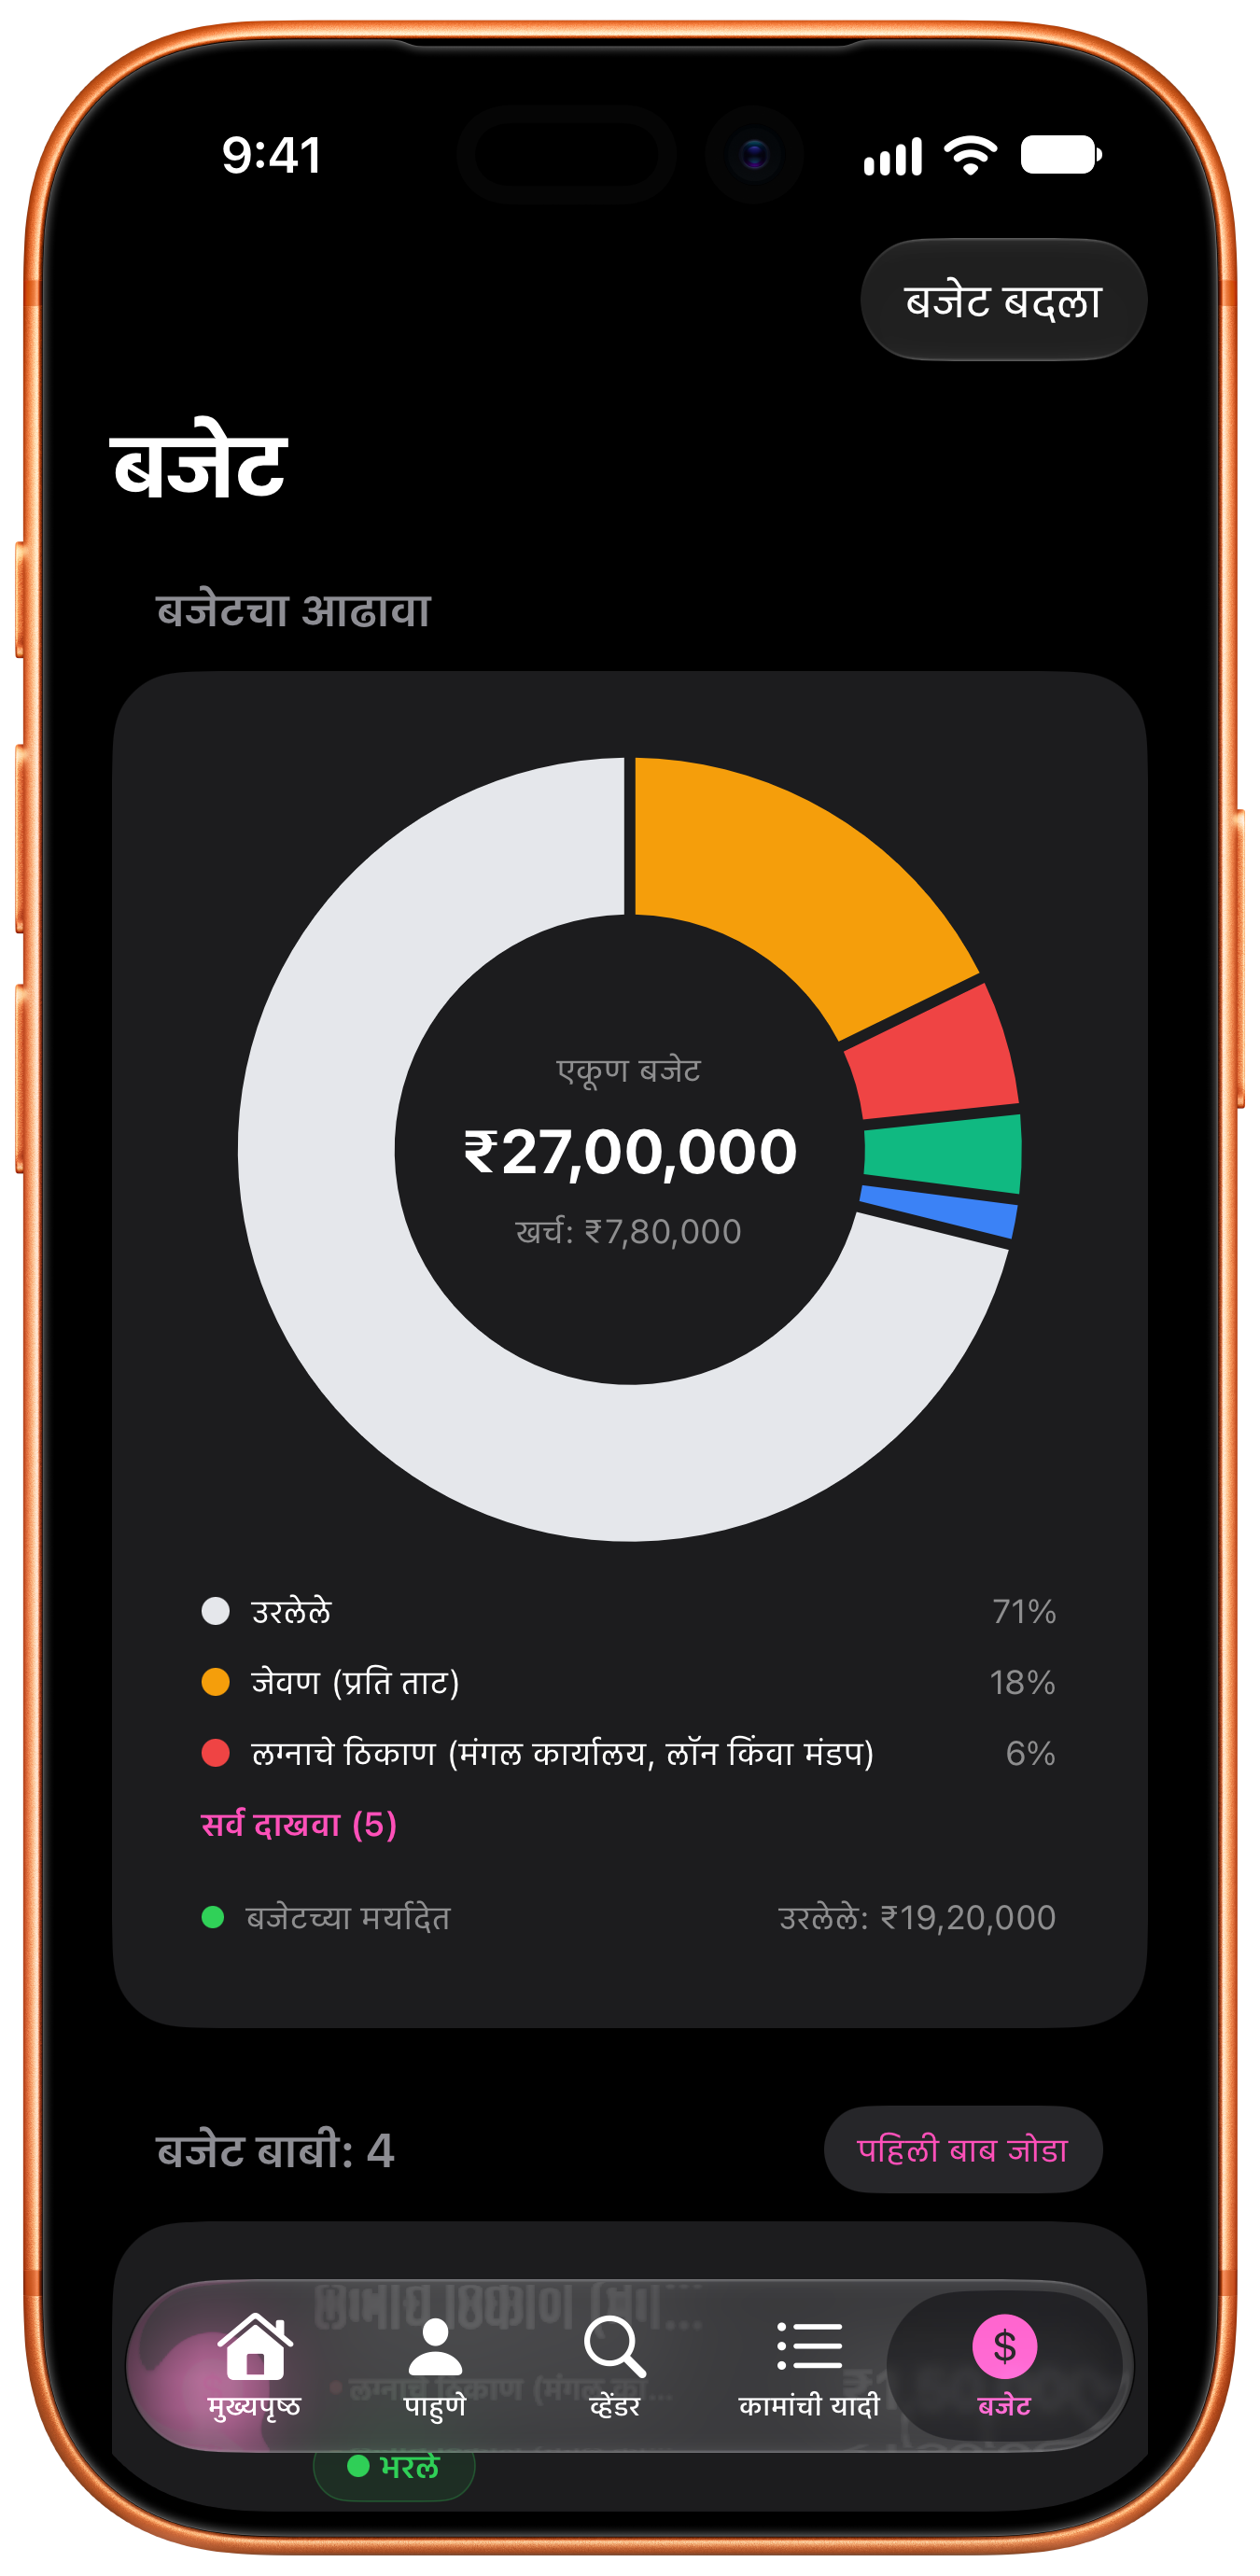 9:41
बजेट बदला
बजेट
बजेटचा आढावा
एकूण बजेट
₹27,00,000
खर्च: ₹7,80,000
उरलेले 71%
जेवण (प्रति ताट) 18%
लग्नाचे ठिकाण (मंगल कार्यालय, लॉन किंवा मंडप) 6%
सर्व दाखवा (5)
बजेटच्या मर्यादेत उरलेले: ₹19,20,000
बजेट बाबी: 4 पहिली बाब जोडा
मुख्यपृष्ठ पाहुणे व्हेंडर कामांची यादी बजेट
भरले